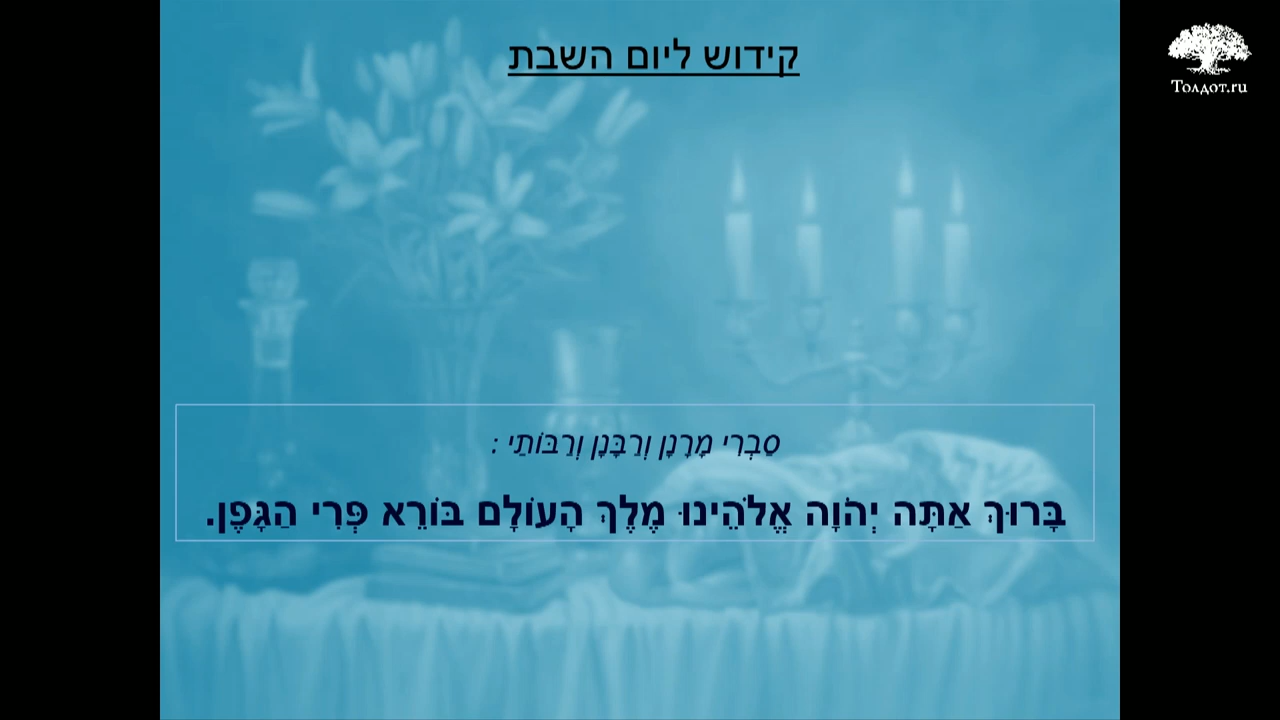 קידוש ליום השבת
Толдот.ru
סַבְרִי מָרָנָן וְרַבָּנָן וְרַבּוֹתַי :
בָּרוּךְ אַתָּה יְהֹוָה אֱלֹהֵינוּ מֶלֶךְ הָעוֹלָם בּוֹרֵא פְּרִי הַגָּפֶן.